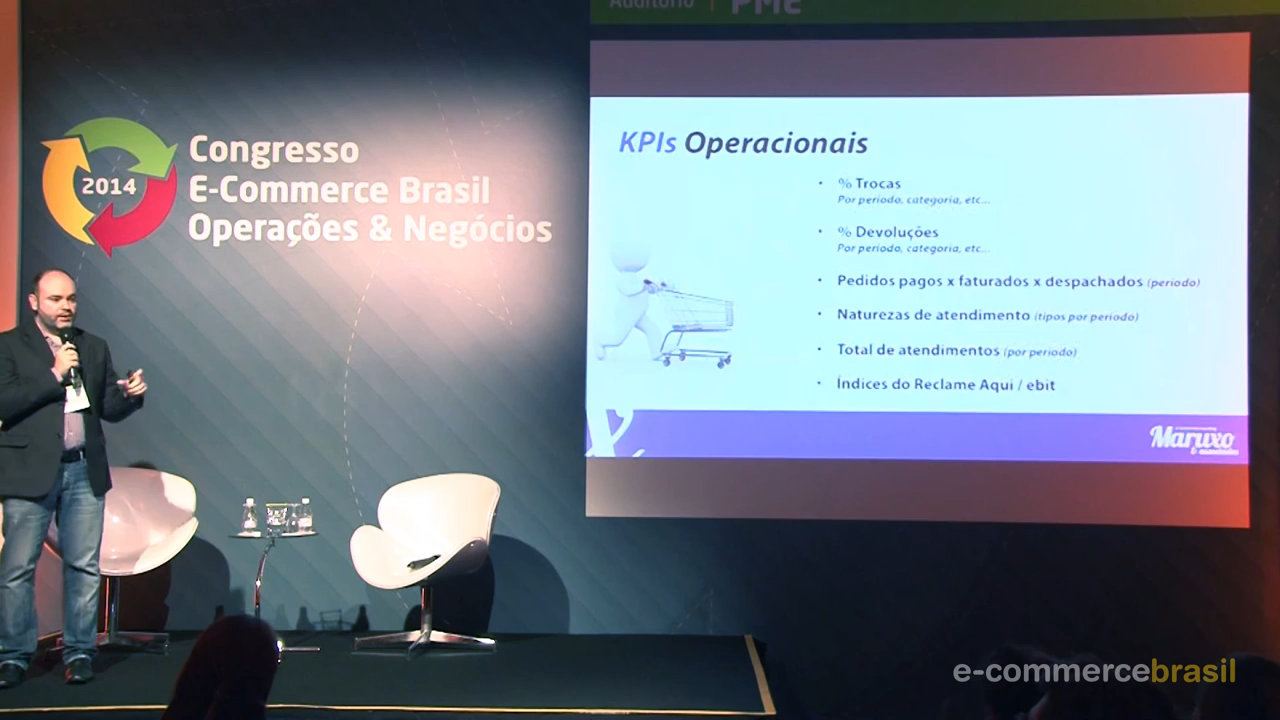 Auditório | PME
2014
Congresso
E-Commerce Brasil
Operações & Negócios
KPIs Operacionais
• % Trocas
Por período, categoria, etc...
• % Devoluções
Por período, categoria, etc...
• Pedidos pagos x faturados x despachados (período)
• Naturezas de atendimento (tipos por período)
• Total de atendimentos (por período)
• Índices do Reclame Aqui / ebit
Maruxo
e-commercebrasil